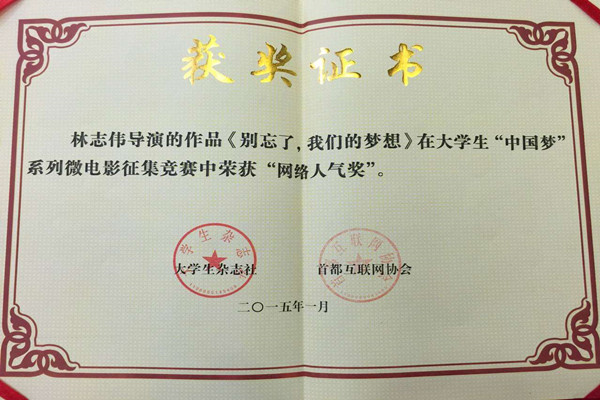 获奖证书
林志伟导演的作品《别忘了，我们的梦想》在大学生“中国梦”
系列微电影征集竞赛中荣获“网络人气奖”。
大学生杂志社
首都互联网协会
二〇一五年一月